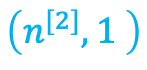 (n^[2], 1 )